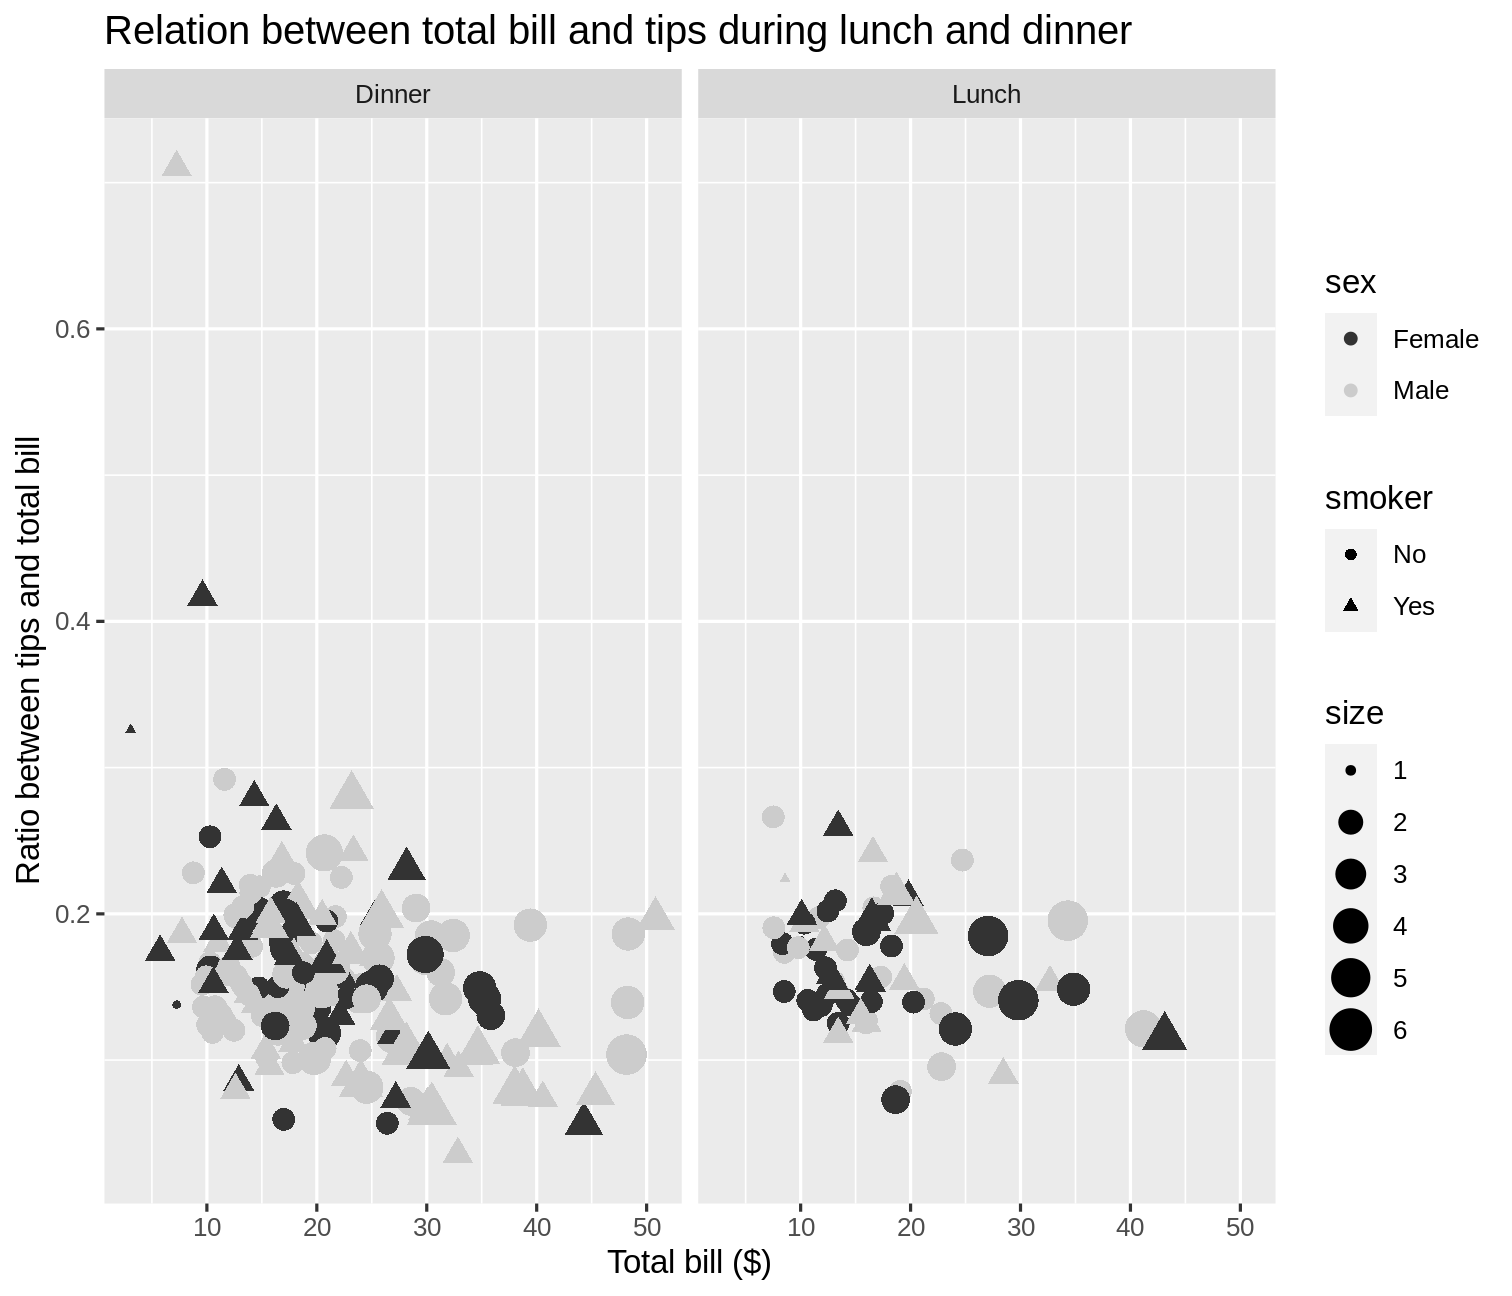 Relation between total bill and tips during lunch and dinner
Dinner
Lunch
Ratio between tips and total bill
0.6
0.4
0.2
10 20 30 40 50
10 20 30 40 50
Total bill ($)
sex
Female
Male
smoker
No
Yes
size
1
2
3
4
5
6